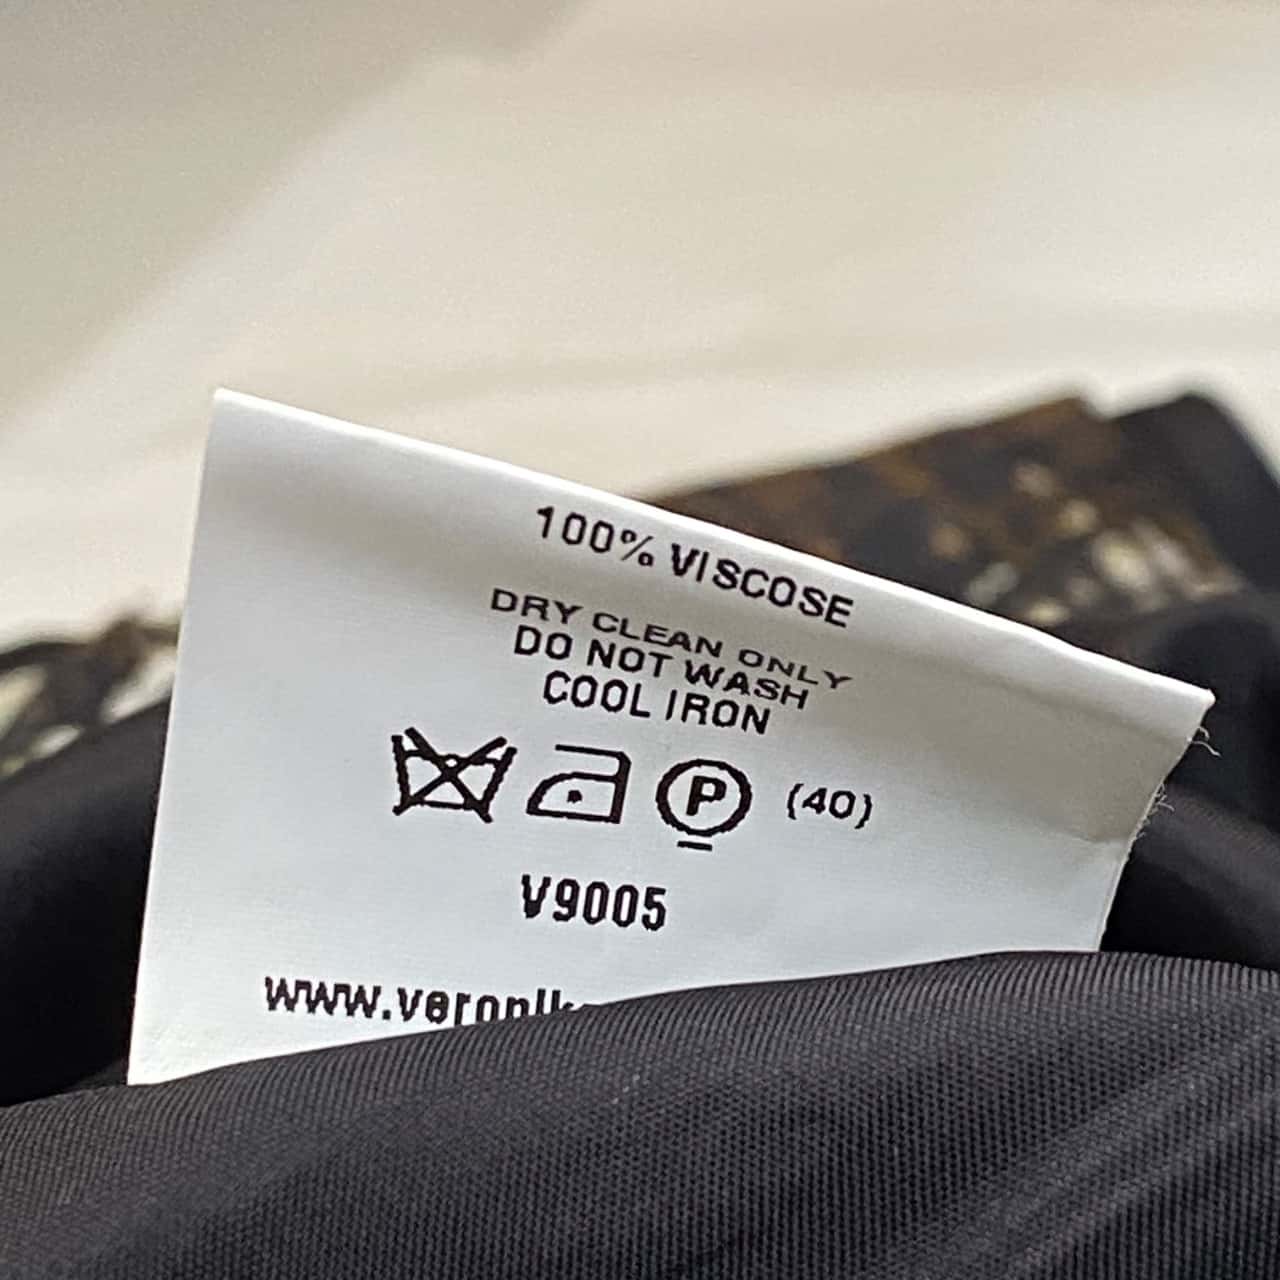 100% VISCOSE
DRY CLEAN ONLY
DO NOT WASH
COOL IRON
P (40)
V9005